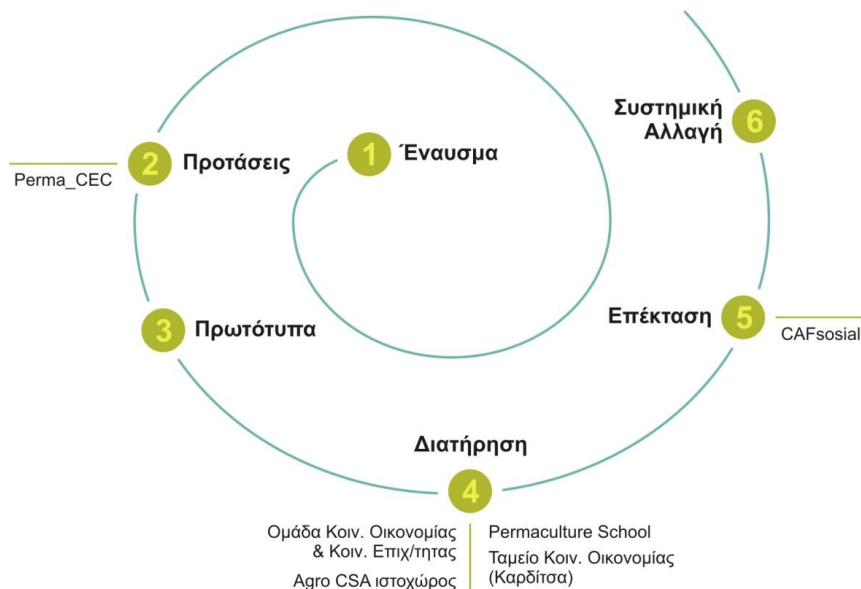 1 Έναυσμα
2 Προτάσεις
Perma_CEC
3 Πρωτότυπα
Διατήρηση
4
Ομάδα Κοιν. Οικονομίας
& Κοιν. Επιχ/τητας
Agro CSA ιστοχώρος
Permaculture School
Ταμείο Κοιν. Οικονομίας
(Καρδίτσα)
Επέκταση 5
CAFsosial
Συστημική
Αλλαγή
6